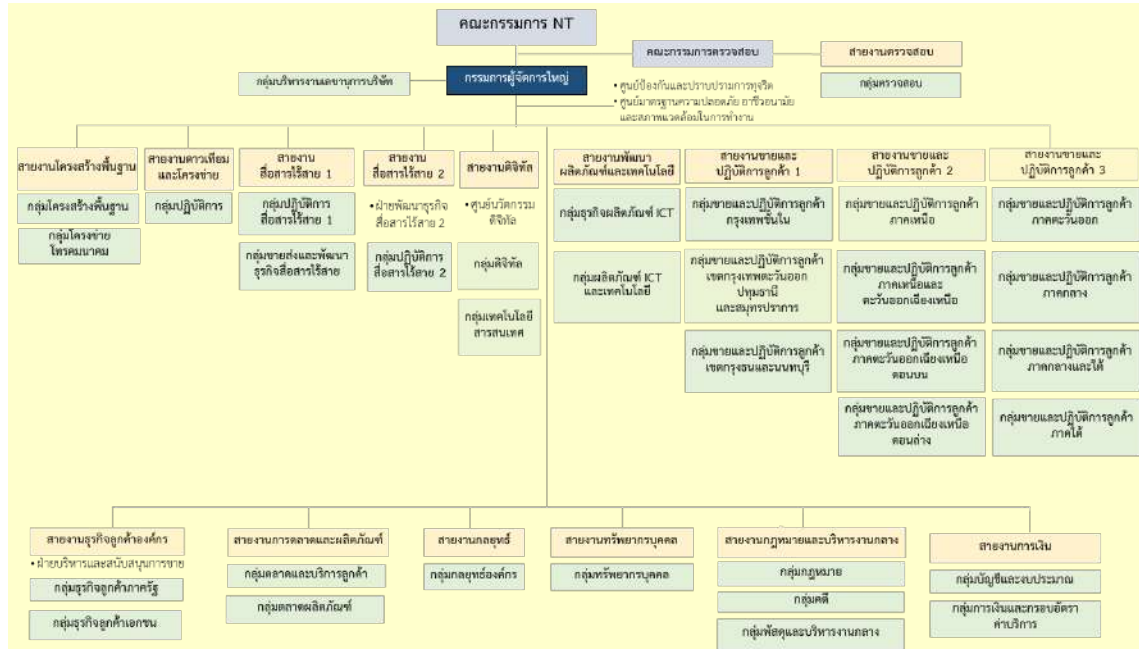 คณะกรรมการ NT
คณะกรรมการตรวจสอบ
สายงานตรวจสอบ
กลุ่มตรวจสอบ
กลุ่มบริหารงานเลขานุการบริษัท
กรรมการผู้จัดการใหญ่
• ศูนย์ป้องกันและปราบปรามการทุจริต
• ศูนย์มาตรฐานความปลอดภัย อาชีวอนามัย
และสภาพแวดล้อมในการทำงาน
สายงานโครงสร้างพื้นฐาน
กลุ่มโครงสร้างพื้นฐาน
กลุ่มโครงข่าย
โทรคมนาคม
สายงานดาวเทียม
และโครงข่าย
กลุ่มปฏิบัติการ
สายงาน
สื่อสารไร้สาย 1
กลุ่มปฏิบัติการ
สื่อสารไร้สาย 1
กลุ่มขายส่งและพัฒนา
ธุรกิจสื่อสารไร้สาย
สายงาน
สื่อสารไร้สาย 2
• ฝ่ายพัฒนาธุรกิจ
สื่อสารไร้สาย 2
กลุ่มปฏิบัติการ
สื่อสารไร้สาย 2
สายงานดิจิทัล
• ศูนย์นวัตกรรม
ดิจิทัล
กลุ่มดิจิทัล
กลุ่มเทคโนโลยี
สารสนเทศ
สายงานพัฒนา
ผลิตภัณฑ์และเทคโนโลยี
กลุ่มธุรกิจผลิตภัณฑ์ ICT
กลุ่มผลิตภัณฑ์ ICT
และเทคโนโลยี
สายงานขายและ
ปฏิบัติการลูกค้า 1
กลุ่มขายและปฏิบัติการลูกค้า
กรุงเทพชั้นใน
กลุ่มขายและปฏิบัติการลูกค้า
เขตกรุงเทพตะวันออก
ปทุมธานี
และสมุทรปราการ
กลุ่มขายและปฏิบัติการลูกค้า
เขตกรุงธนและนนทบุรี
สายงานขายและ
ปฏิบัติการลูกค้า 2
กลุ่มขายและปฏิบัติการลูกค้า
ภาคเหนือ
กลุ่มขายและปฏิบัติการลูกค้า
ภาคเหนือและ
ตะวันออกเฉียงเหนือ
กลุ่มขายและปฏิบัติการลูกค้า
ภาคตะวันออกเฉียงเหนือ
ตอนบน
กลุ่มขายและปฏิบัติการลูกค้า
ภาคตะวันออกเฉียงเหนือ
ตอนล่าง
สายงานขายและ
ปฏิบัติการลูกค้า 3
กลุ่มขายและปฏิบัติการลูกค้า
ภาคตะวันออก
กลุ่มขายและปฏิบัติการลูกค้า
ภาคกลาง
กลุ่มขายและปฏิบัติการลูกค้า
ภาคกลางและใต้
กลุ่มขายและปฏิบัติการลูกค้า
ภาคใต้
สายงานธุรกิจลูกค้าองค์กร
• ฝ่ายบริหารและสนับสนุนการขาย
กลุ่มธุรกิจลูกค้าภาครัฐ
กลุ่มธุรกิจลูกค้าเอกชน
สายงานการตลาดและผลิตภัณฑ์
กลุ่มตลาดและบริการลูกค้า
กลุ่มตลาดผลิตภัณฑ์
สายงานกลยุทธ์
กลุ่มกลยุทธ์องค์กร
สายงานทรัพยากรบุคคล
กลุ่มทรัพยากรบุคคล
สายงานกฎหมายและบริหารงานกลาง
กลุ่มกฎหมาย
กลุ่มคดี
กลุ่มพัสดุและบริหารงานกลาง
สายงานการเงิน
กลุ่มบัญชีและงบประมาณ
กลุ่มการเงินและกรอบอัตรา
ค่าบริการ